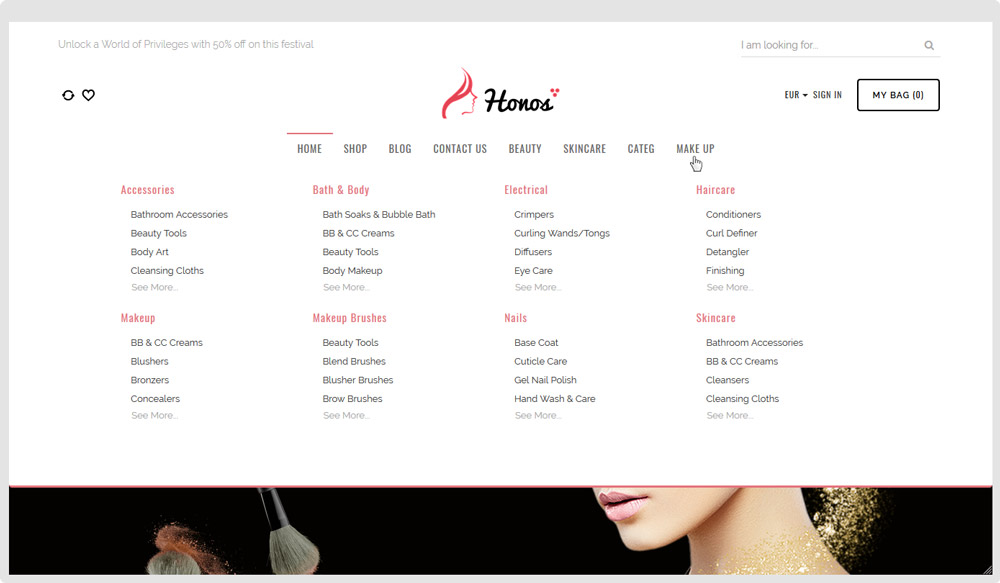 Unlock a World of Privileges with 50% off on this festival
I am looking for...
Honos
EUR SIGN IN MY BAG (0)
HOME SHOP BLOG CONTACT US BEAUTY SKINCARE CATEG MAKE UP
Accessories
Bathroom Accessories
Beauty Tools
Body Art
Cleansing Cloths
See More...
Bath & Body
Bath Soaks & Bubble Bath
BB & CC Creams
Beauty Tools
Body Makeup
See More...
Electrical
Crimpers
Curling Wands/Tongs
Diffusers
Eye Care
See More...
Haircare
Conditioners
Curl Definer
Detangler
Finishing
See More...
Makeup
BB & CC Creams
Blushers
Bronzers
Concealers
See More...
Makeup Brushes
Beauty Tools
Blend Brushes
Blusher Brushes
Brow Brushes
See More...
Nails
Base Coat
Cuticle Care
Gel Nail Polish
Hand Wash & Care
See More...
Skincare
Bathroom Accessories
BB & CC Creams
Cleansers
Cleansing Cloths
See More...